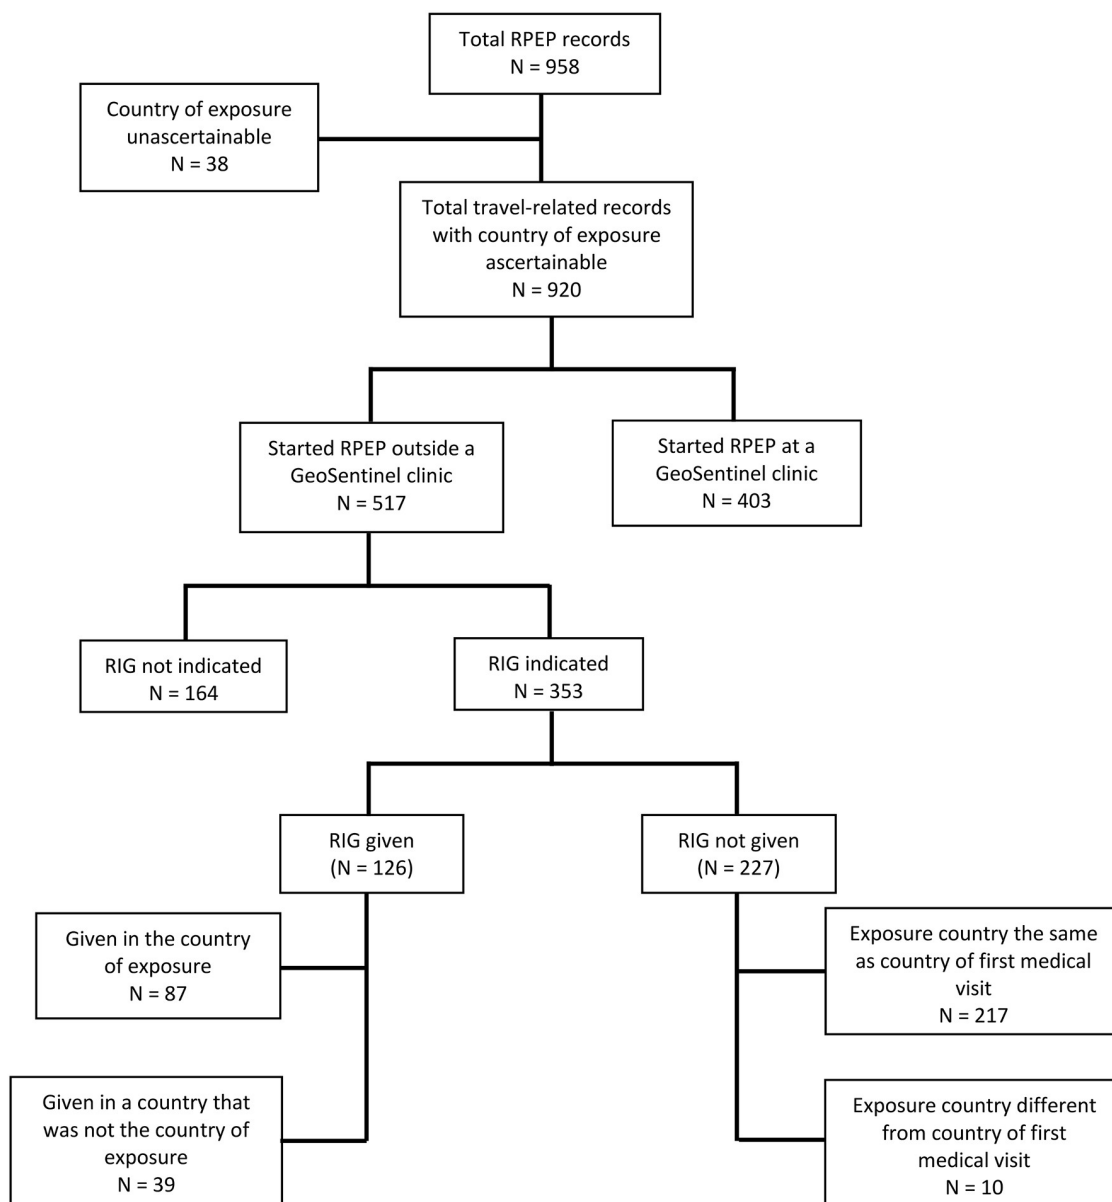 Total RPEP records
N = 958
Country of exposure
unascertainable
N = 38
Total travel-related records
with country of exposure
ascertainable
N = 920
Started RPEP outside a
GeoSentinel clinic
N = 517
Started RPEP at a
GeoSentinel clinic
N = 403
RIG not indicated
N = 164
RIG indicated
N = 353
RIG given
(N = 126)
RIG not given
(N = 227)
Given in the country
of exposure
N = 87
Exposure country the same
as country of first medical
visit
N = 217
Given in a country that
was not the country of
exposure
N = 39
Exposure country different
from country of first
medical visit
N = 10